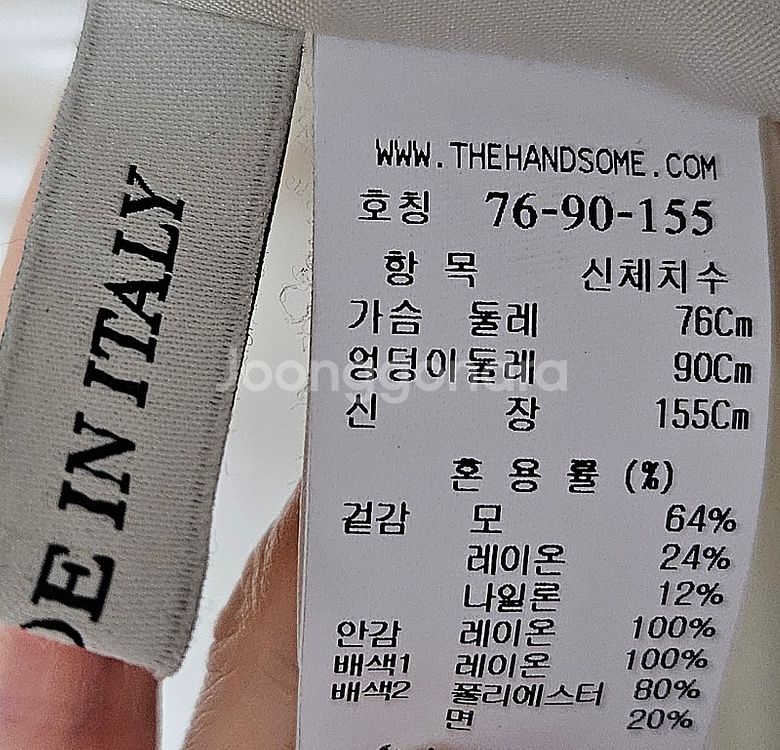 DE IN ITALY
WWW.THEHANDSOME.COM
호칭 76-90-155
항 목 신체치수
가슴 둘레 76Cm
엉덩이둘레 90Cm
신 장 155Cm
Joonggonara
혼 용 률 (%)
겉감 모 64%
레이온 24%
나일론 12%
안감 레이온 100%
배색1 레이온 100%
배색2 폴리에스터 80%
면 20%